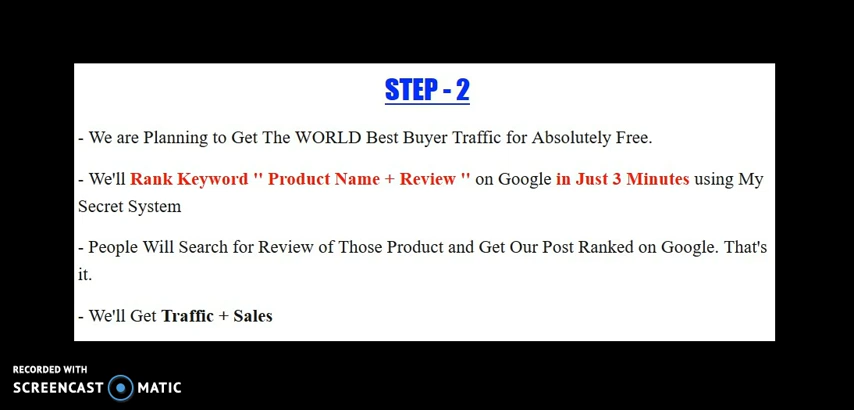 STEP - 2
- We are Planning to Get The WORLD Best Buyer Traffic for Absolutely Free.
- We'll Rank Keyword " Product Name + Review " on Google in Just 3 Minutes using My
Secret System
- People Will Search for Review of Those Product and Get Our Post Ranked on Google. That's
it.
- We'll Get Traffic + Sales
RECORDED WITH
SCREENCAST MATIC